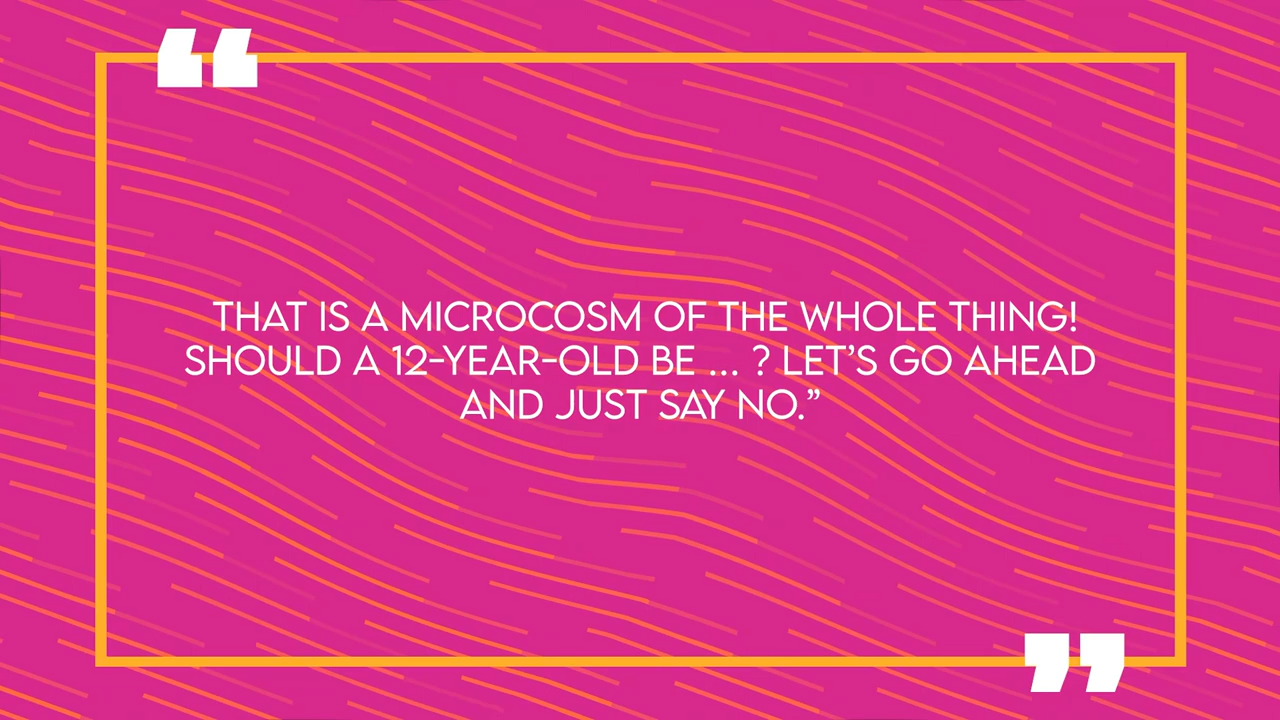 THAT IS A MICROCOSM OF THE WHOLE THING!
SHOULD A 12-YEAR-OLD BE ... ? LET’S GO AHEAD
AND JUST SAY NO.”